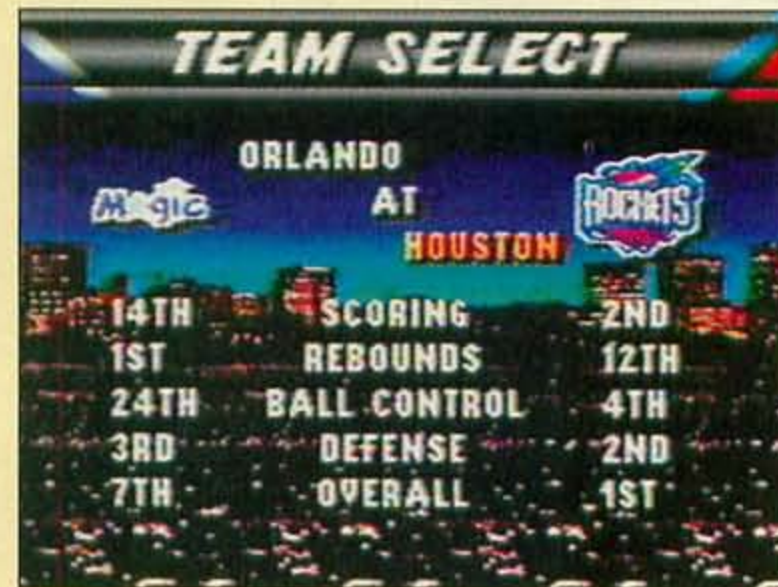 TEAM SELECT
ORLANDO
MAGIC
AT
ROCKETS
HOUSTON
14TH SCORING 2ND
1ST REBOUNDS 12TH
24TH BALL CONTROL 4TH
3RD DEFENSE 2ND
7TH OVERALL 1ST